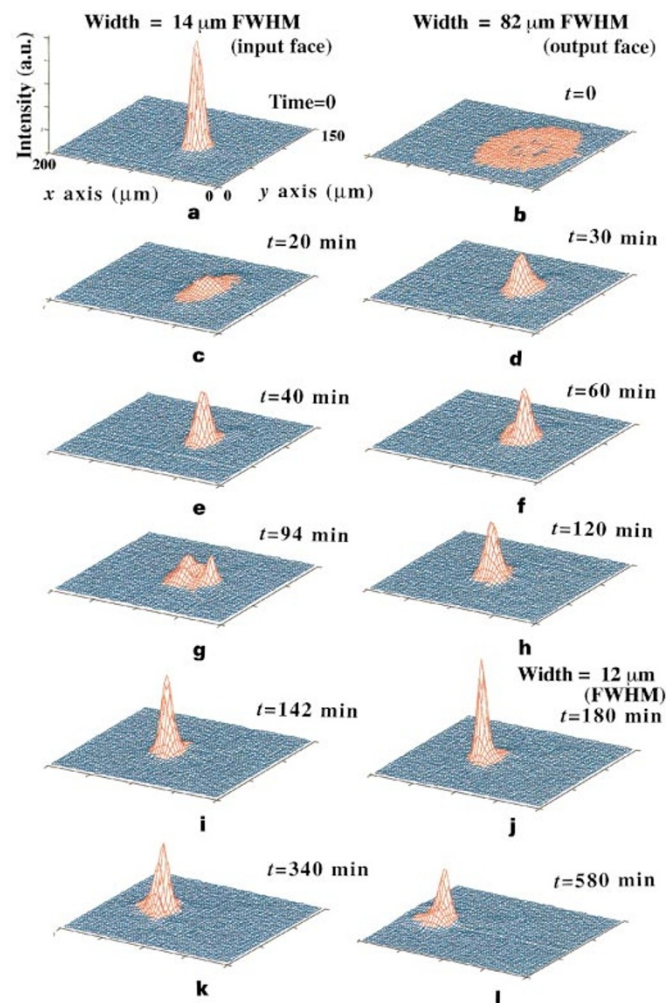 Width = 14 μm FWHM
(input face)
Width = 82 μm FWHM
(output face)
Intensity (a.u.)
Time=0
t=0
200
150
x axis (μm)
0 0
y axis (μm)
a
b
t=20 min
t=30 min
c
d
t=40 min
t=60 min
e
f
t=94 min
t=120 min
g
h
Width = 12 μm
(FWHM)
t=142 min
t=180 min
i
j
t=340 min
t=580 min
k
l